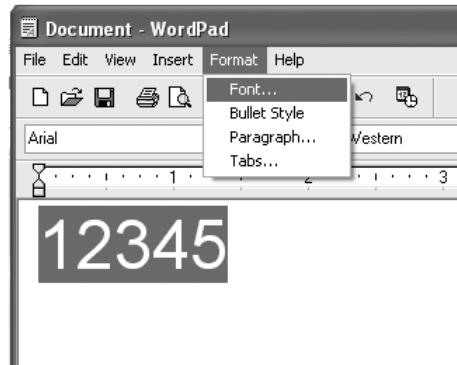 Document - WordPad
File Edit View Insert Format Help
Font...
Bullet Style
Paragraph...
Tabs...
Arial
Western
1 2 3
12345